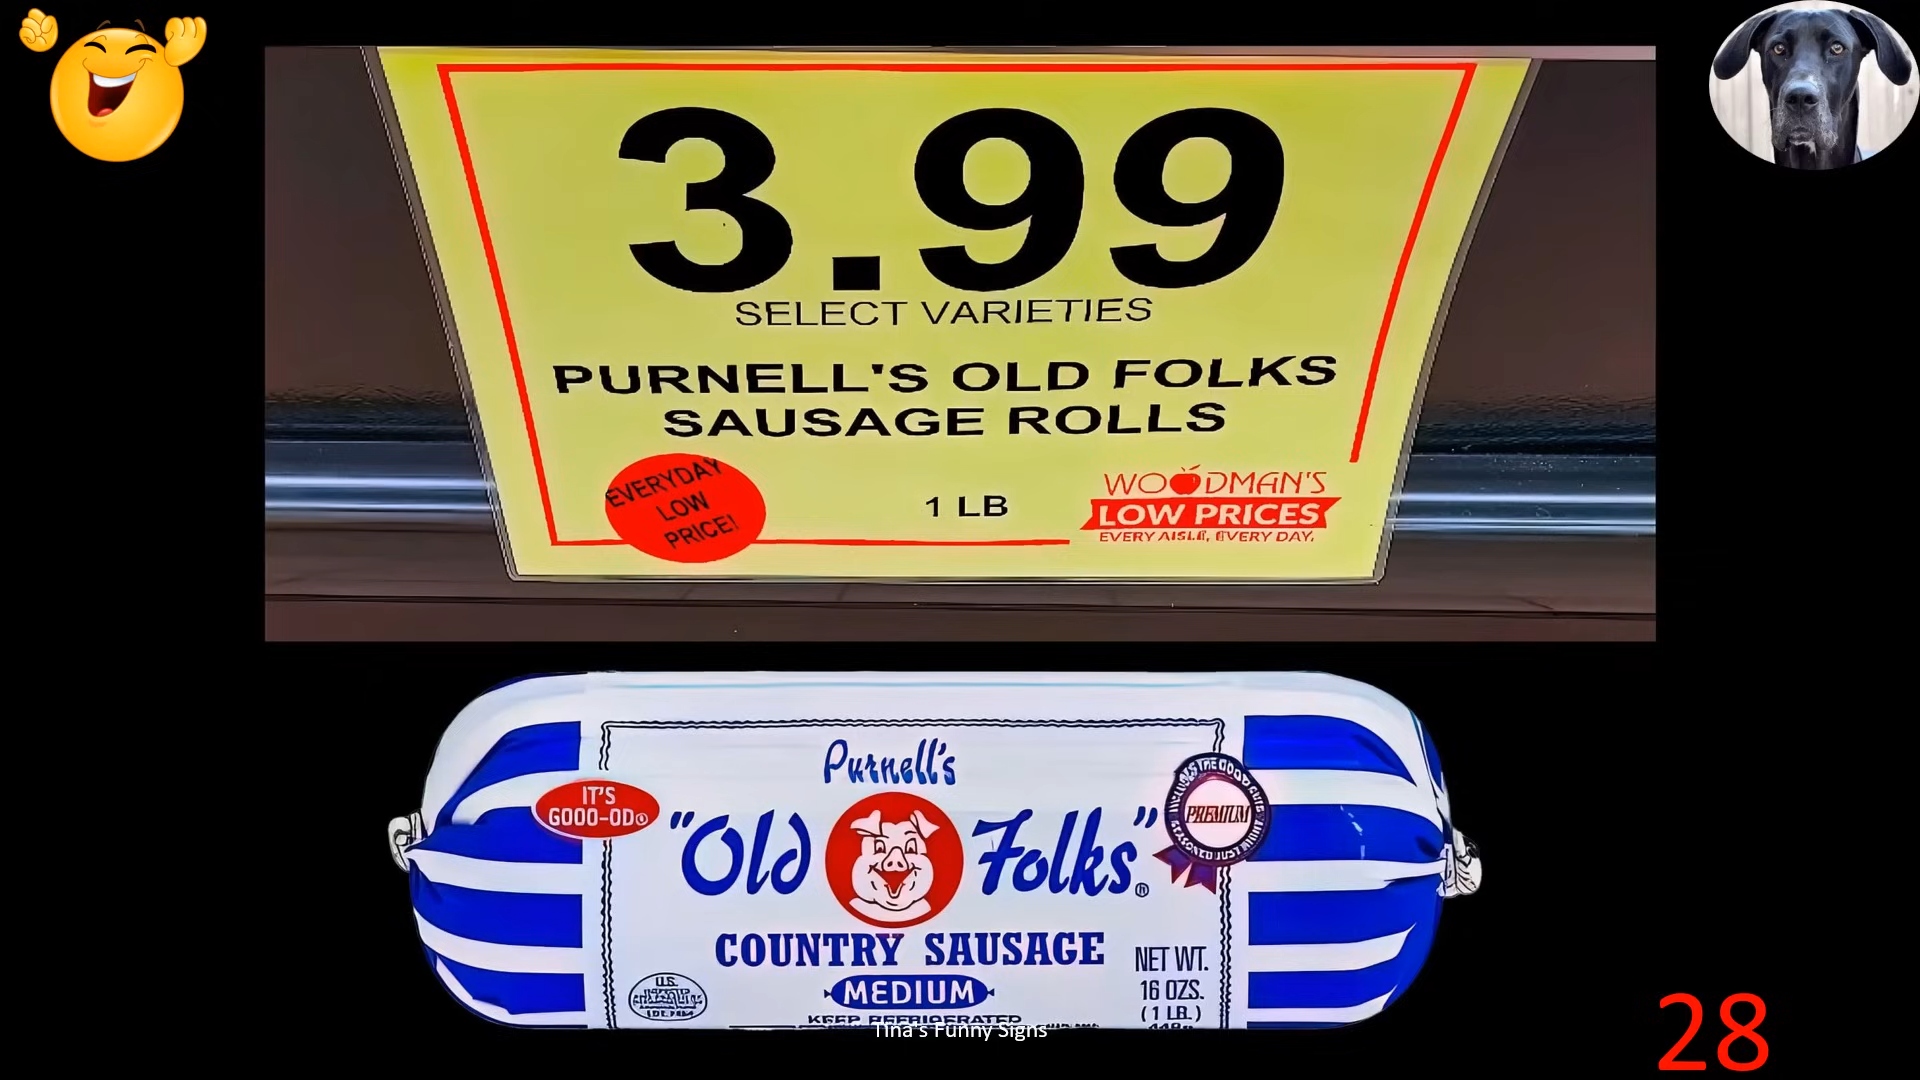 3.99
SELECT VARIETIES
PURNELL'S OLD FOLKS
SAUSAGE ROLLS
EVERYDAY
LOW
PRICE!
1 LB
WOODMAN'S
LOW PRICES
EVERY AISLE, EVERY DAY.
Purnell's
IT'S
GOOO-OD®
"Old Folks"®
PREMIUM
COUNTRY SAUSAGE
MEDIUM
NET WT.
16 OZS.
(1 LB.)
U.S.
KEEP REFRIGERATED
Tina's Funny Signs
28